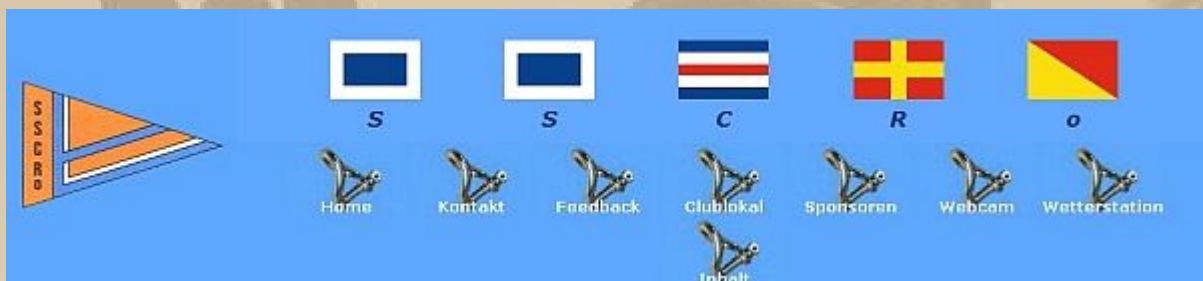 SSCRo
S S C R o
Home Kontakt Feedback Clublokal Sponsoren Webcam Wetterstation
Inhalt